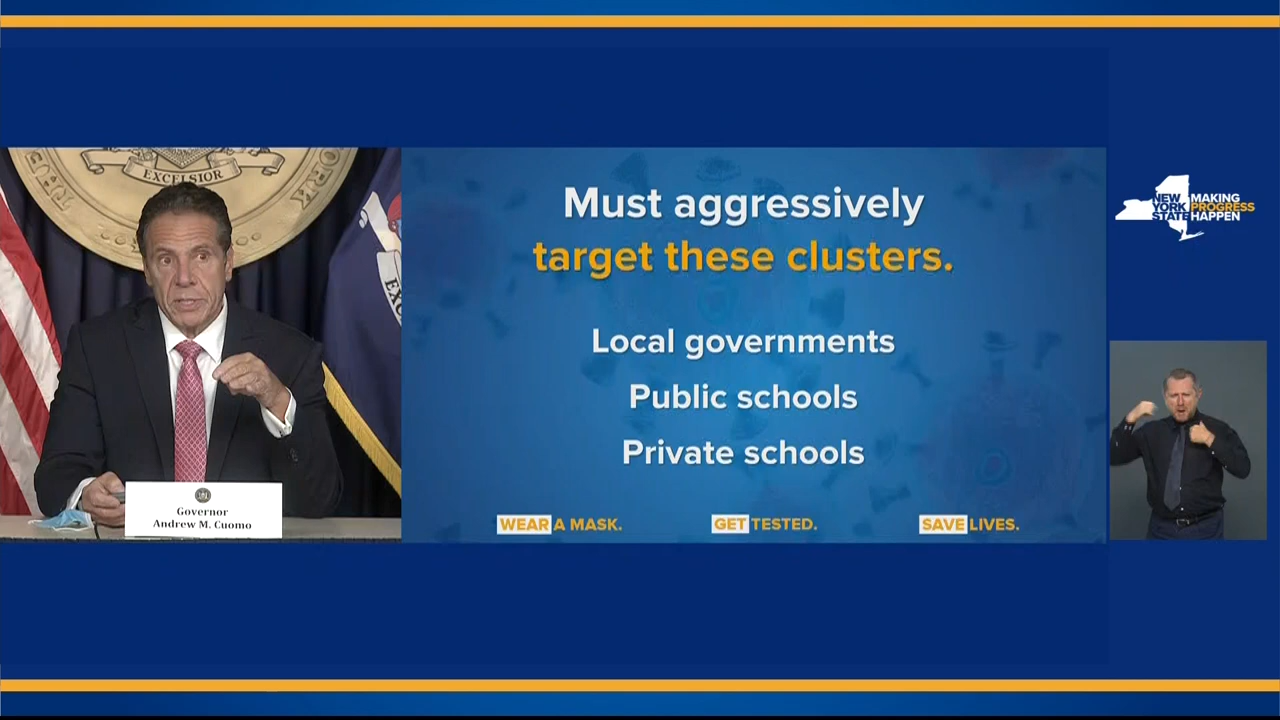 EXCELSIOR
Must aggressively
target these clusters.
Local governments
Public schools
Private schools
WEAR A MASK.
GET TESTED.
SAVE LIVES.
Governor
Andrew M. Cuomo
NEW
YORK
STATE
MAKING
PROGRESS
HAPPEN